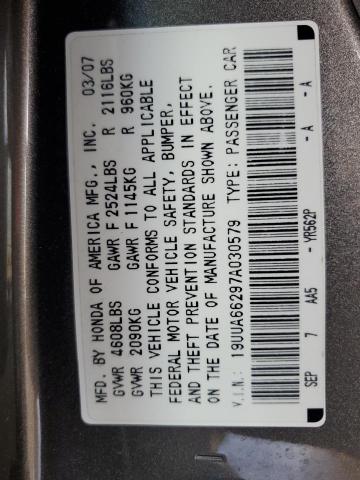 MFD. BY HONDA OF AMERICA MFG., INC. 03/07
GVWR 4608LBS GAWR F 2524LBS R 2116LBS
GVWR 2090KG GAWR F 1145KG R 960KG
THIS VEHICLE CONFORMS TO ALL APPLICABLE
FEDERAL MOTOR VEHICLE SAFETY, BUMPER,
AND THEFT PREVENTION STANDARDS IN EFFECT
ON THE DATE OF MANUFACTURE SHOWN ABOVE.
V.I.N.: 19UUA66287A030579 TYPE: PASSENGER CAR
SEP 7 AA5 - YR562P - A - A